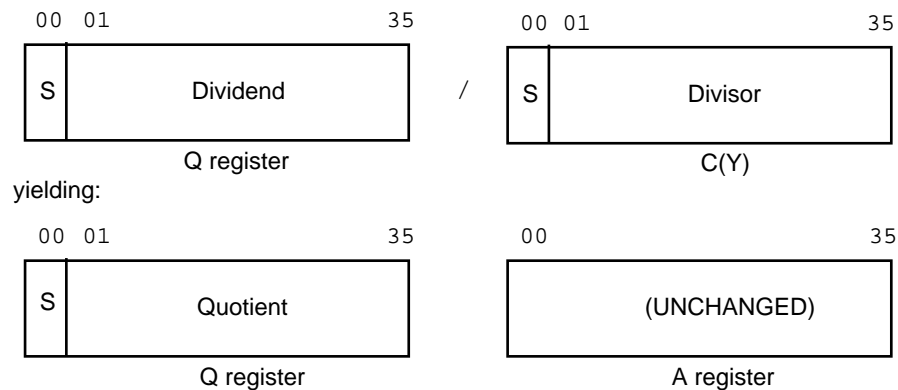 00 01 35 00 01 35
S Dividend / S Divisor
Q register C(Y)
yielding:
00 01 35 00 35
S Quotient (UNCHANGED)
Q register A register